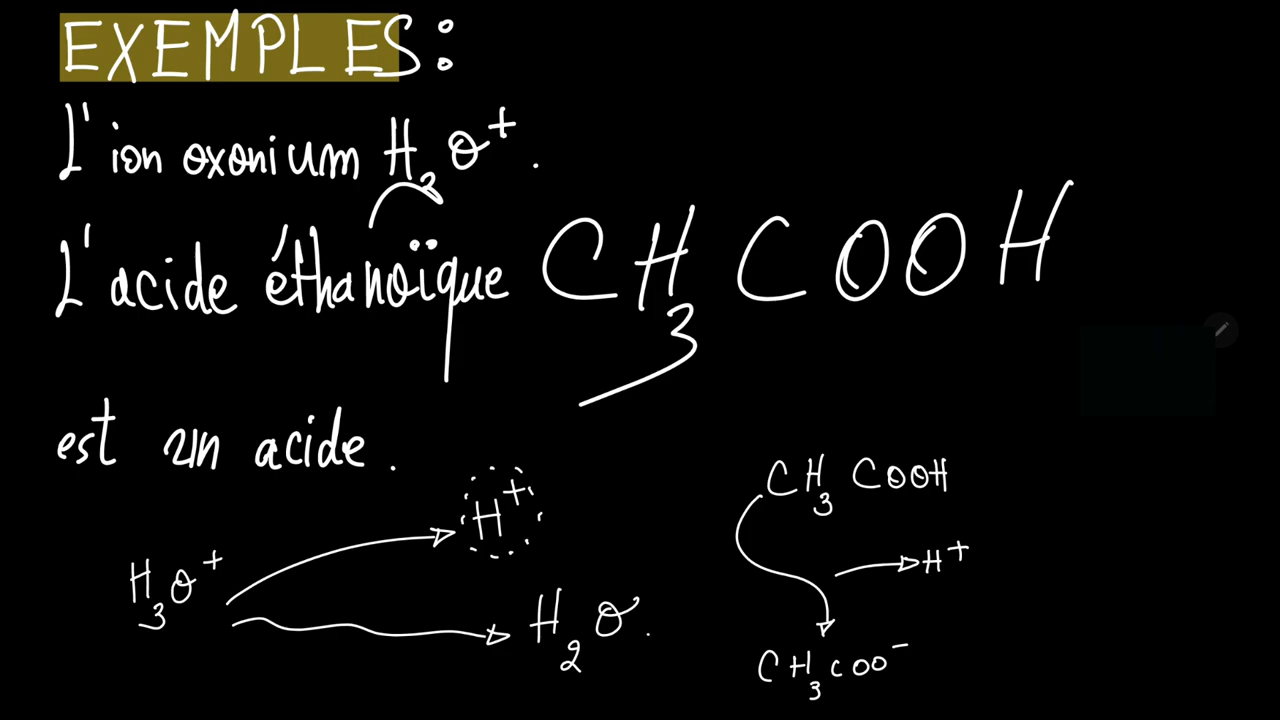 EXEMPLES:
L'ion oxonium H₃O⁺.
L'acide éthanoïque CH₃COOH
est un acide.
H₃O⁺
H⁺
H₂O.
CH₃COOH
H⁺
CH₃COO⁻